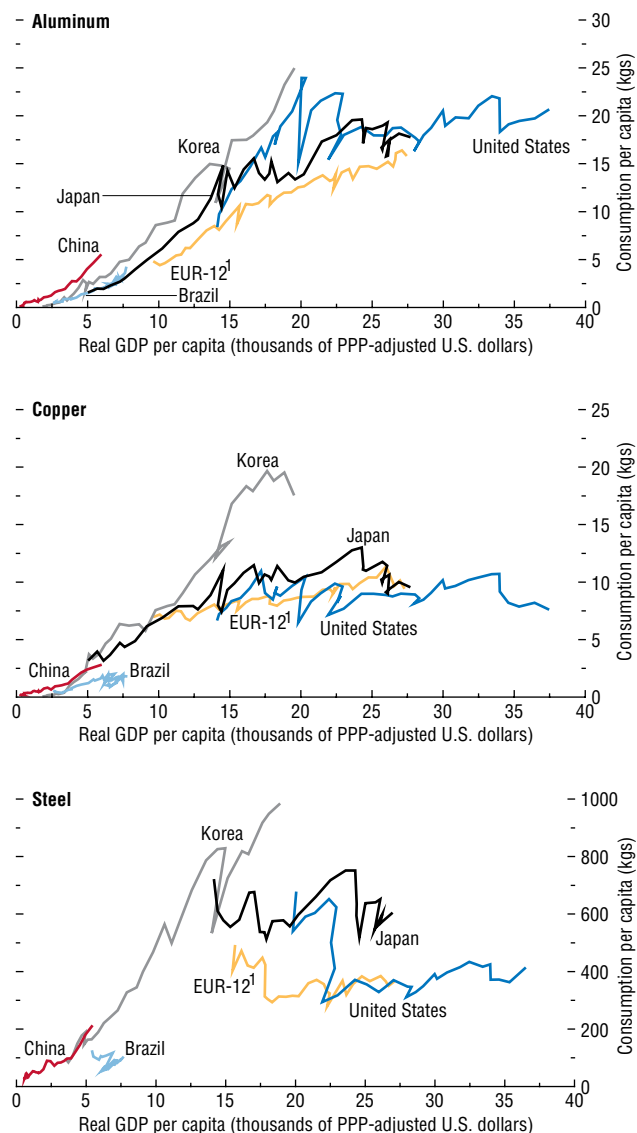 Aluminum
30
25
20
15
10
5
0
Consumption per capita (kgs)
Korea
United States
Japan
China
EUR-12¹
Brazil
0 5 10 15 20 25 30 35 40
Real GDP per capita (thousands of PPP-adjusted U.S. dollars)
Copper
25
20
15
10
5
0
Consumption per capita (kgs)
Korea
Japan
EUR-12¹
United States
China
Brazil
0 5 10 15 20 25 30 35 40
Real GDP per capita (thousands of PPP-adjusted U.S. dollars)
Steel
1000
800
600
400
200
0
Consumption per capita (kgs)
Korea
Japan
EUR-12¹
United States
China
Brazil
0 5 10 15 20 25 30 35 40
Real GDP per capita (thousands of PPP-adjusted U.S. dollars)